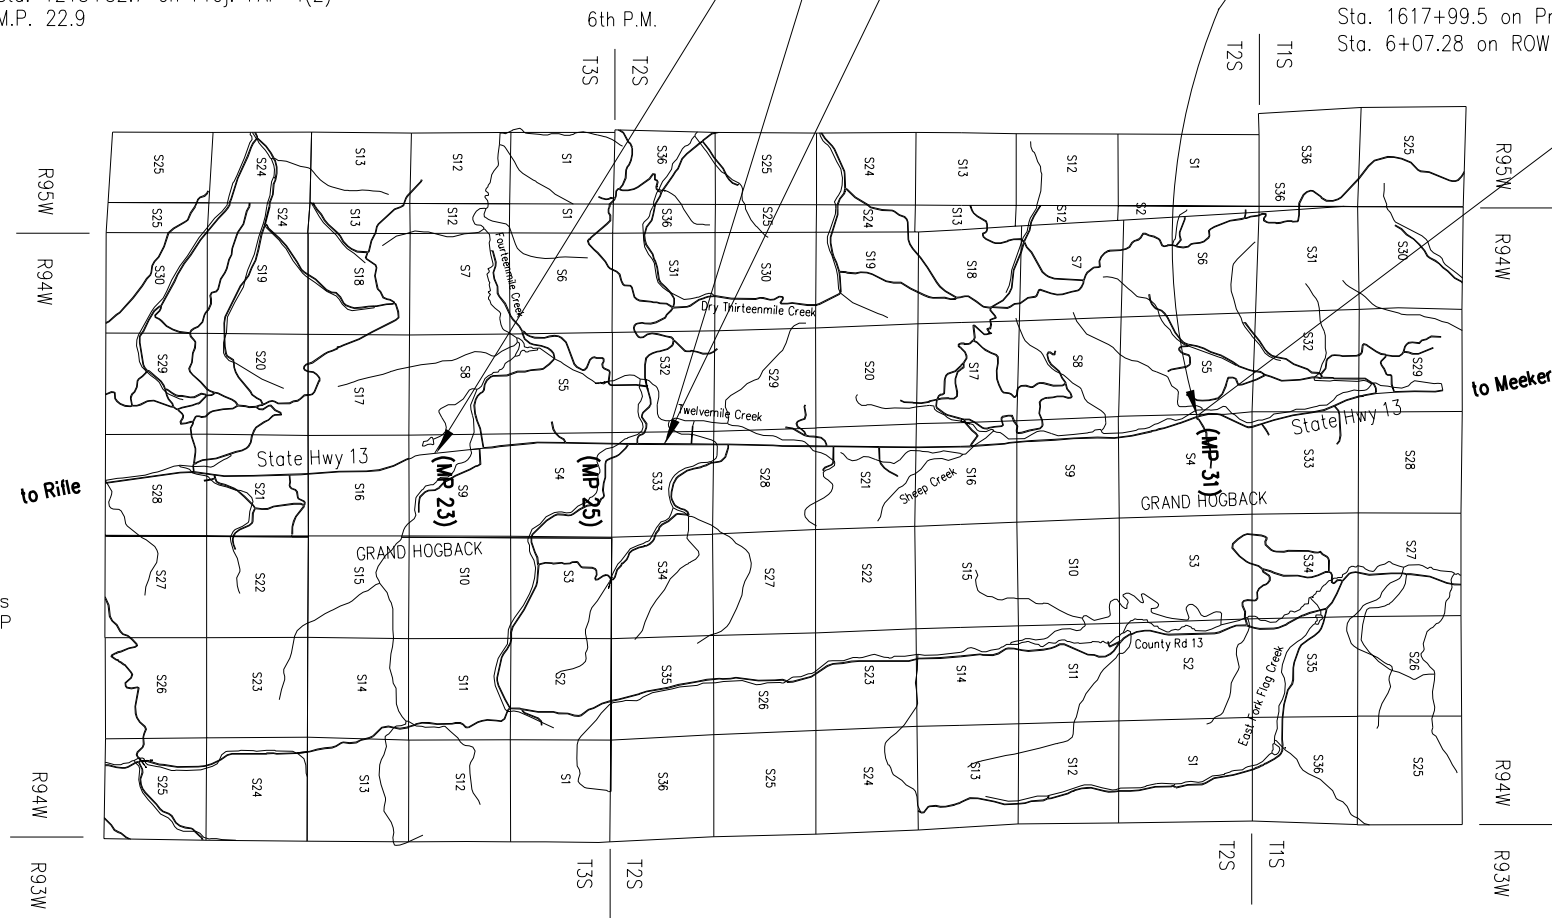 M.P. 22.9
6th P.M.
Sta. 1617+99.5 on Pr
Sta. 6+07.28 on ROW
T3S
T2S
T2S
T1S
R95W
S25
S24
S13
S12
S1
S36
S25
S24
S13
S12
S1
S36
S25
R95W
S25
S24
S13
S12
S1
S36
S25
S24
S13
S12
S2
S36
R94W
S30
S19
S18
S7
Fourteenmile Creek
S6
S31
S30
S19
S18
S7
S6
S31
S30
R94W
Dry Thirteenmile Creek
S29
S20
S17
S8
S5
S32
S29
S20
S17
S8
S5
S32
S29
to Meeker
Twelvemile Creek
State Hwy 13
State Hwy 13
to Rifle
S28
S21
S16
(MP 23)
S9
S4
(MP 25)
S33
S28
S21
Sheep Creek
S16
S9
S4
(MP 31)
S33
S28
GRAND HOGBACK
GRAND HOGBACK
S27
S22
S15
S10
S3
S34
S27
S22
S15
S10
S3
S34
S27
s
P
County Rd 13
S26
S23
S14
S11
S2
S35
S26
S23
S14
S11
S2
East Fork Flag Creek
S35
S26
R94W
S25
S24
S13
S12
S1
S36
S25
S24
S13
S12
S1
S36
S25
R94W
R93W
T3S
T2S
T2S
T1S
R93W